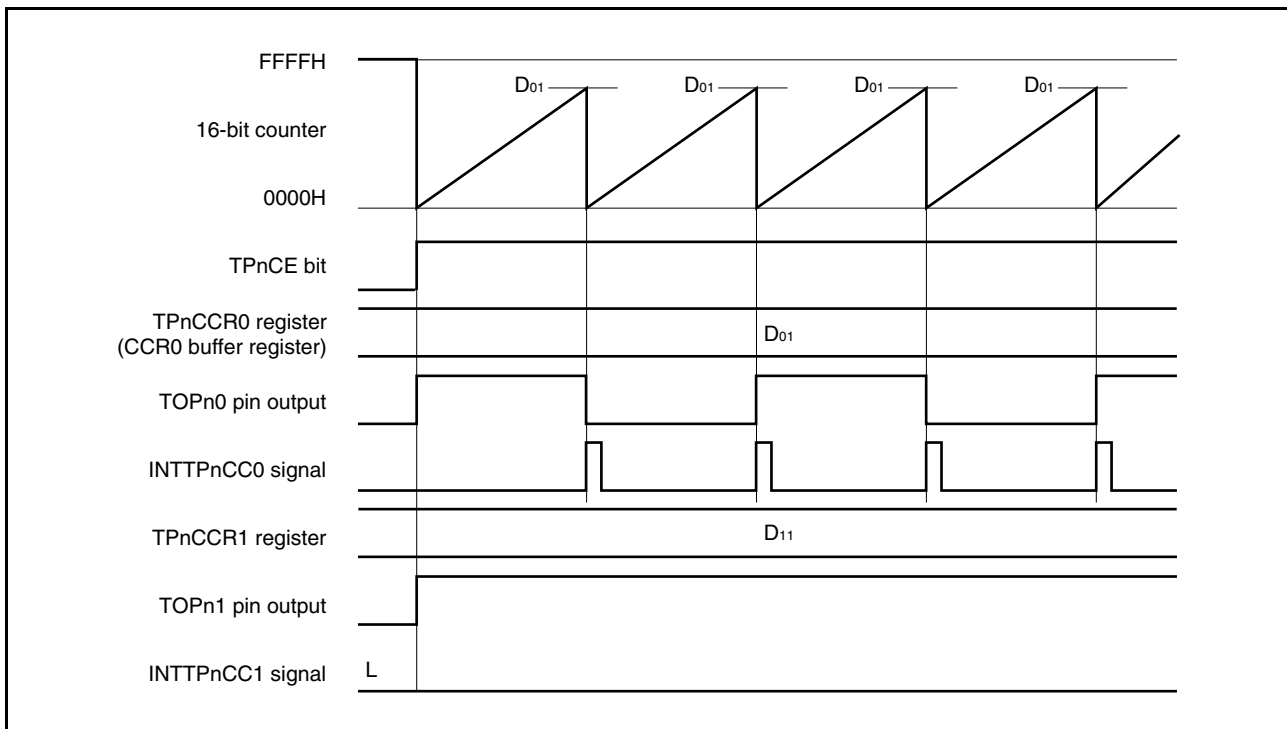 FFFFH
D01 D01 D01 D01
16-bit counter
0000H
TPnCE bit
TPnCCR0 register
(CCR0 buffer register)
D01
TOPn0 pin output
INTTPnCC0 signal
TPnCCR1 register
D11
TOPn1 pin output
INTTPnCC1 signal
L